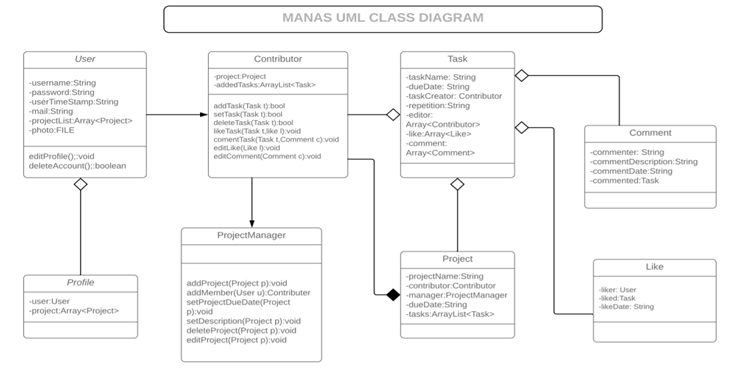 MANAS UML CLASS DIAGRAM
User
-username:String
-password:String
-userTimeStamp:String
-mail:String
-projectList:Array<Project>
-photo:FILE
editProfile();:void
deleteAccount();:boolean
Contributor
-project:Project
-addedTasks:ArrayList<Task>
addTask(Task t):bool
setTask(Task t):bool
deleteTask(Task t):bool
likeTask(Task t,like l):void
comentTask(Task t,Comment c):void
editLike(Like l):void
editComment(Comment c):void
Task
-taskName: String
-dueDate: String
-taskCreator: Contributor
-repetition:String
-editor:
Array<Contributor>
-like:Array<Like>
-comment:
Array<Comment>
Comment
-commenter: String
-commentDescription:String
-commentDate:String
-commented:Task
Profile
-user:User
-project:Array<Project>
ProjectManager
addProject(Project p):void
addMember(User u):Contributer
setProjectDueDate(Project
p):void
setDescription(Project p):void
deleteProject(Project p):void
editProject(Project p):void
Project
-projectName:String
-contributor:Contributor
-manager:ProjectManager
-dueDate:String
-tasks:ArrayList<Task>
Like
-liker: User
-liked:Task
-likeDate: String